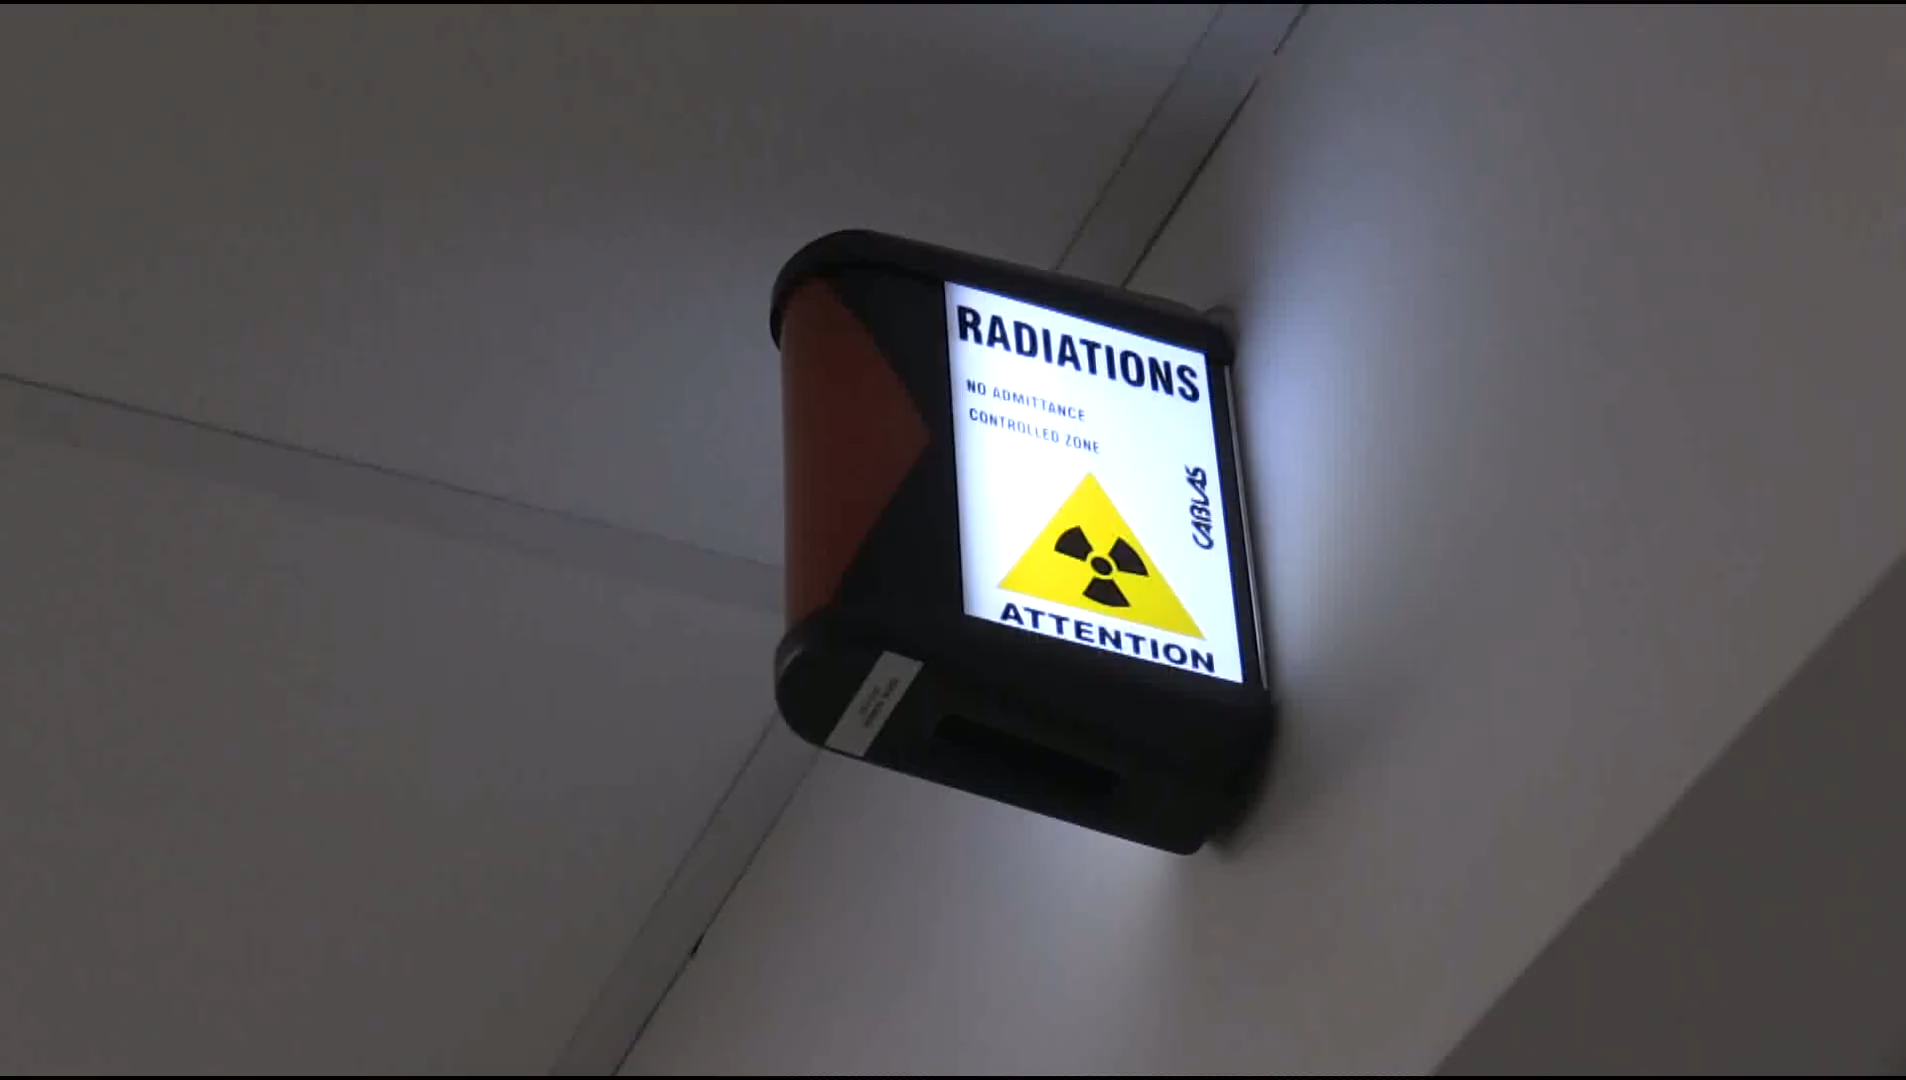 RADIATIONS
NO ADMITTANCE
CONTROLLED ZONE
CABLAS
ATTENTION